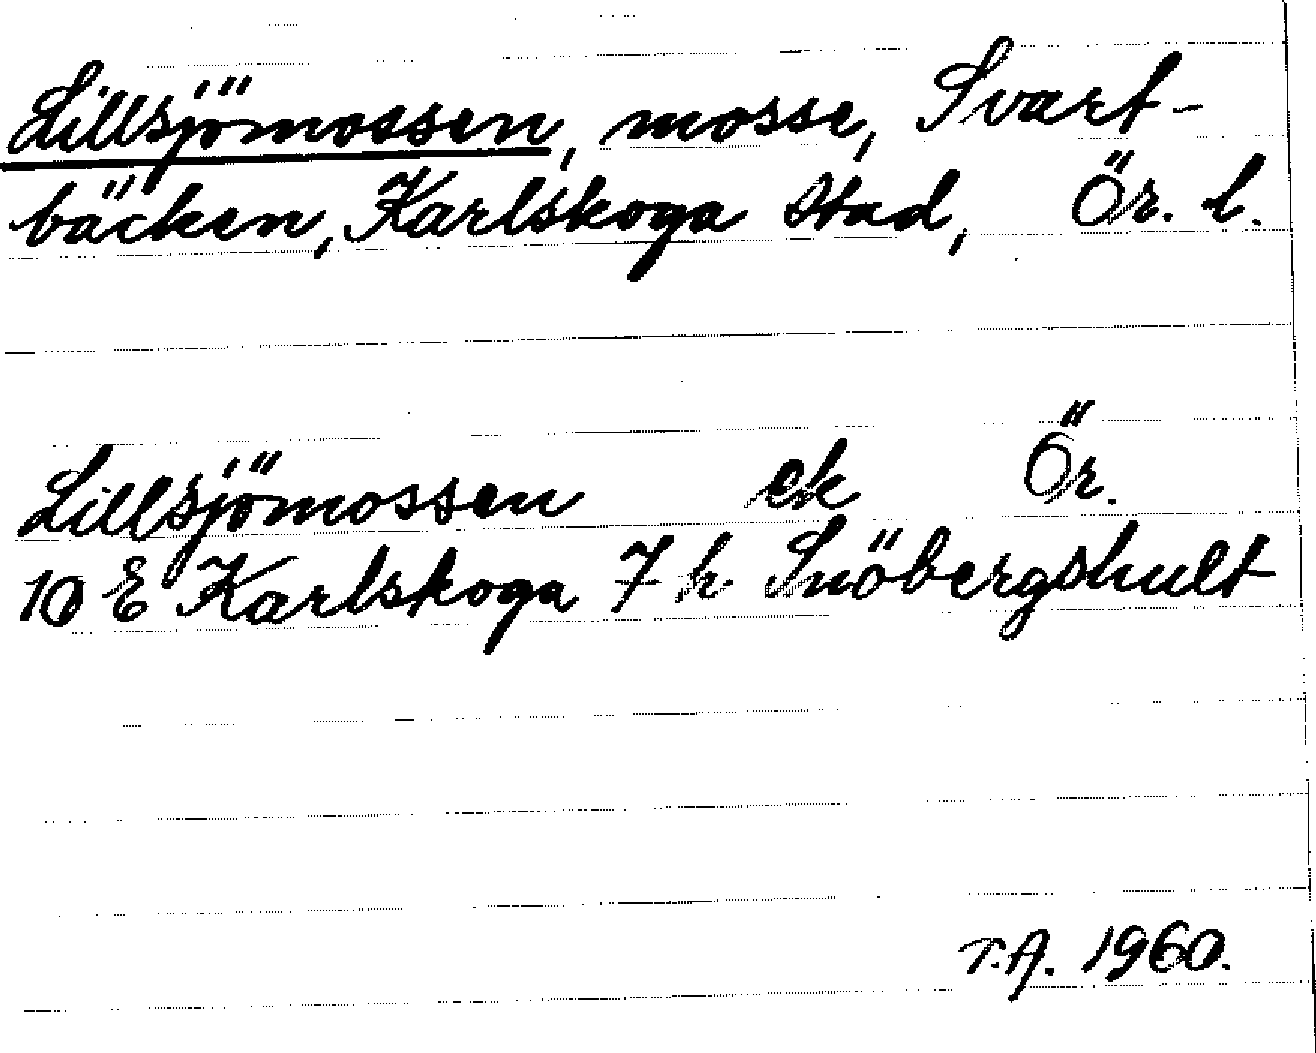 Lillsjömossen, mosse, Svart-
bäcken, Karlskoga stad, Ör. l.
Lillsjömossen ek Ör.
10 E Karlskoga 7 h Snöbergshult
T.A. 1960.